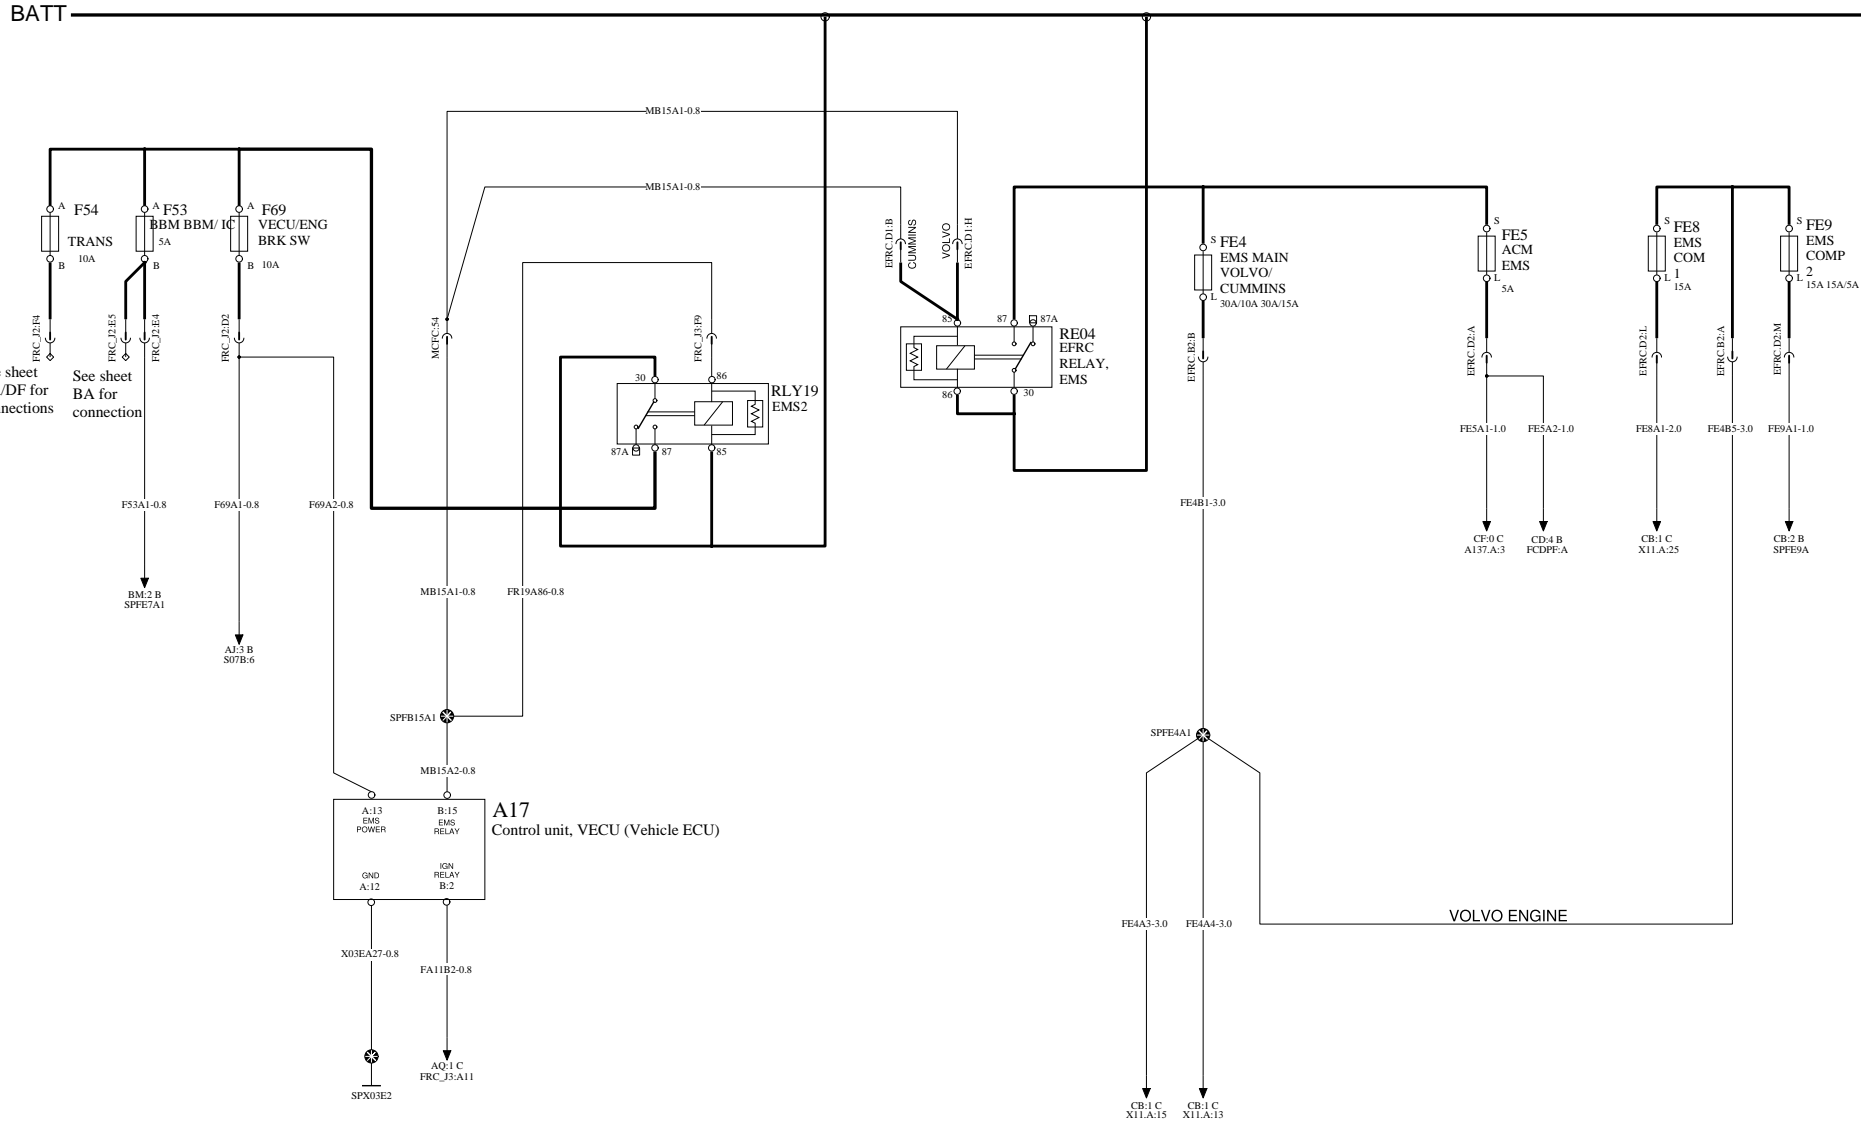 BATT
MB15A1-0.8
MB15A1-0.8
A
F54
TRANS
10A
B
A
F53
BBM BBM/ IC
5A
B
A
F69
VECU/ENG
BRK SW
10A
B
FRC_J2:F4
FRC_J2:E5
FRC_J2:E4
FRC_J2:D2
sheet
/DF for
nections
See sheet
BA for
connection
MCFC:54
FRC_J3:F9
EFRC.D1:B
CUMMINS
VOLVO
EFRC.D1:H
30
86
RLY19
EMS2
87A
87
85
85
87
87A
RE04
EFRC
RELAY,
EMS
86
30
S
FE4
EMS MAIN
VOLVO/
CUMMINS
30A/10A 30A/15A
L
EFRC.B2:B
S
FE5
ACM
EMS
5A
L
EFRC.D2:A
S
FE8
EMS
COM
1
15A
L
EFRC.D2:L
EFRC.B2:A
S
FE9
EMS
COMP
2
15A 15A/5A
L
EFRC.D2:M
FE5A1-1.0
FE5A2-1.0
FE8A1-2.0
FE4B5-3.0
FE9A1-1.0
F53A1-0.8
F69A1-0.8
F69A2-0.8
FE4B1-3.0
CF:0 C
A137.A:3
CD:4 B
FCDPF:A
CB:1 C
X11.A:25
CB:2 B
SPFE9A
BM:2 B
SPFE7A1
MB15A1-0.8
FR19A86-0.8
AJ:3 B
S07B:6
SPFB15A1
SPFE4A1
MB15A2-0.8
A:13
EMS
POWER
B:15
EMS
RELAY
A17
Control unit, VECU (Vehicle ECU)
GND
A:12
IGN
RELAY
B:2
VOLVO ENGINE
FE4A3-3.0
FE4A4-3.0
X03EA27-0.8
FA11B2-0.8
AQ:1 C
FRC_J3:A11
SPX03E2
CB:1 C
X11.A:15
CB:1 C
X11.A:13